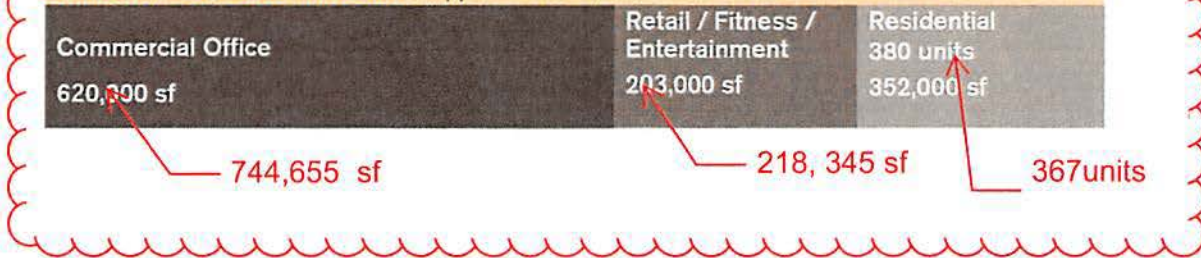 Commercial Office
620,000 sf
Retail / Fitness /
Entertainment
203,000 sf
Residential
380 units
352,000 sf
744,655 sf
218, 345 sf
367units